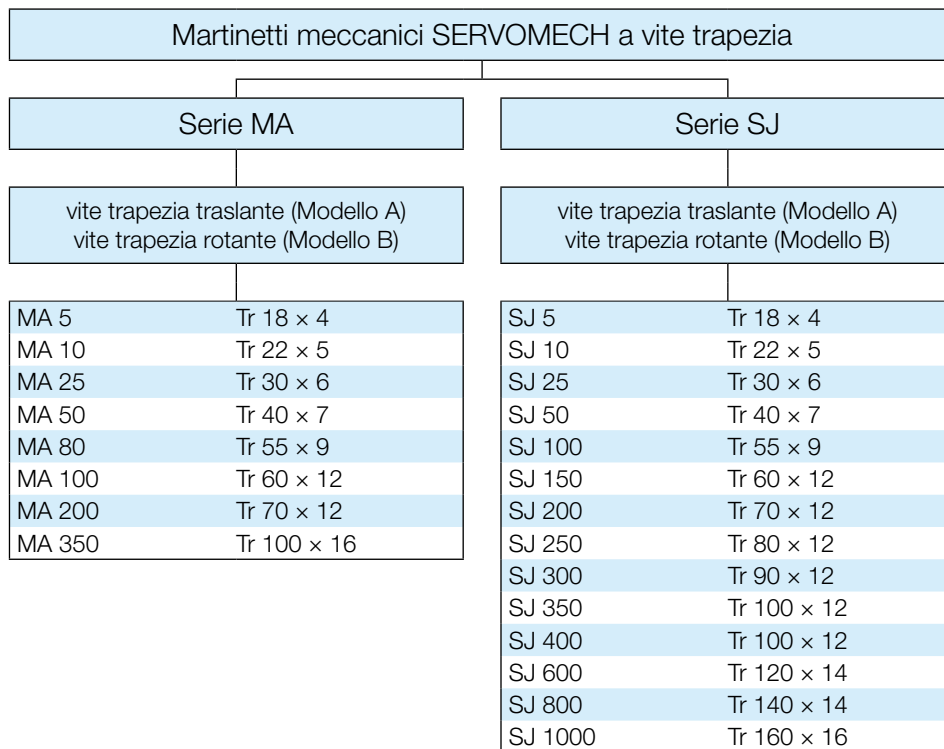 Martinetti meccanici SERVOMECH a vite trapezia
Serie MA
vite trapezia traslante (Modello A)
vite trapezia rotante (Modello B)
MA 5 Tr 18 × 4
MA 10 Tr 22 × 5
MA 25 Tr 30 × 6
MA 50 Tr 40 × 7
MA 80 Tr 55 × 9
MA 100 Tr 60 × 12
MA 200 Tr 70 × 12
MA 350 Tr 100 × 16
Serie SJ
vite trapezia traslante (Modello A)
vite trapezia rotante (Modello B)
SJ 5 Tr 18 × 4
SJ 10 Tr 22 × 5
SJ 25 Tr 30 × 6
SJ 50 Tr 40 × 7
SJ 100 Tr 55 × 9
SJ 150 Tr 60 × 12
SJ 200 Tr 70 × 12
SJ 250 Tr 80 × 12
SJ 300 Tr 90 × 12
SJ 350 Tr 100 × 12
SJ 400 Tr 100 × 12
SJ 600 Tr 120 × 14
SJ 800 Tr 140 × 14
SJ 1000 Tr 160 × 16